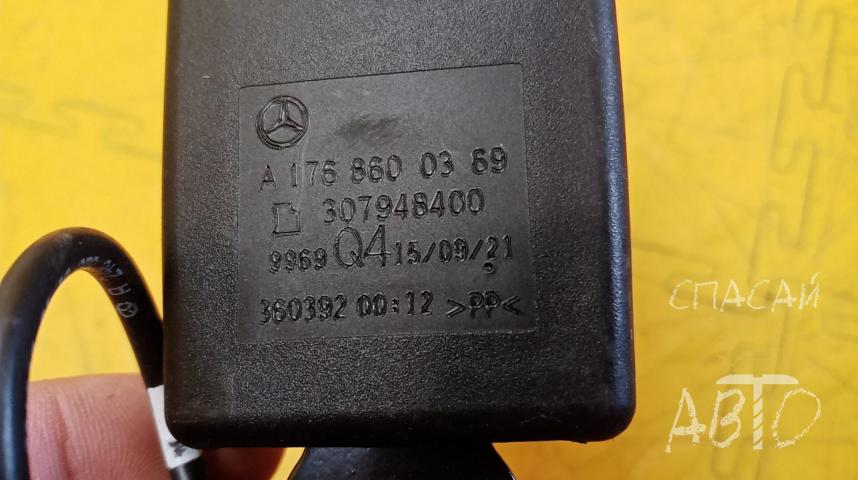 A 176 860 03 69
307948400
9969 Q4 15/09/21
360392 00:12 >PP<
СПАСАЙ
АВТО